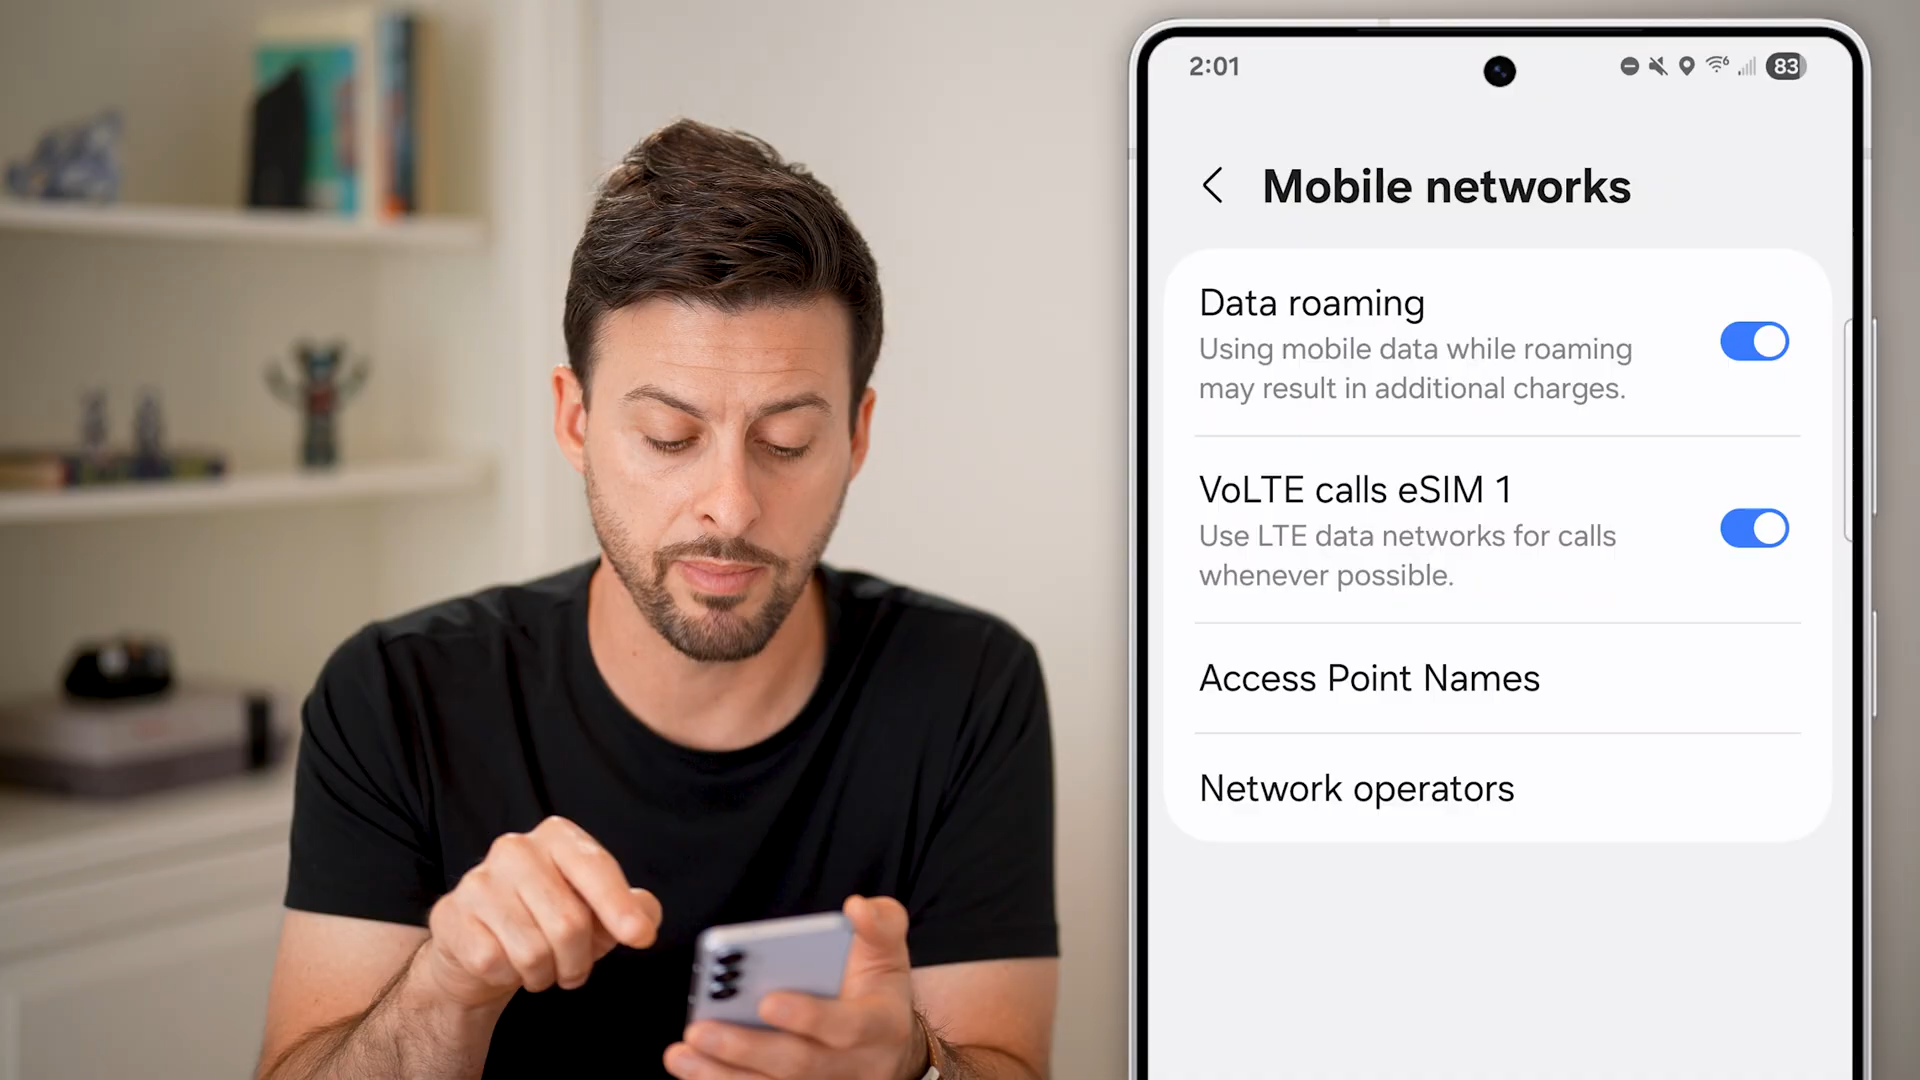 2:01
83
Mobile networks
Data roaming
Using mobile data while roaming
may result in additional charges.
VoLTE calls eSIM 1
Use LTE data networks for calls
whenever possible.
Access Point Names
Network operators